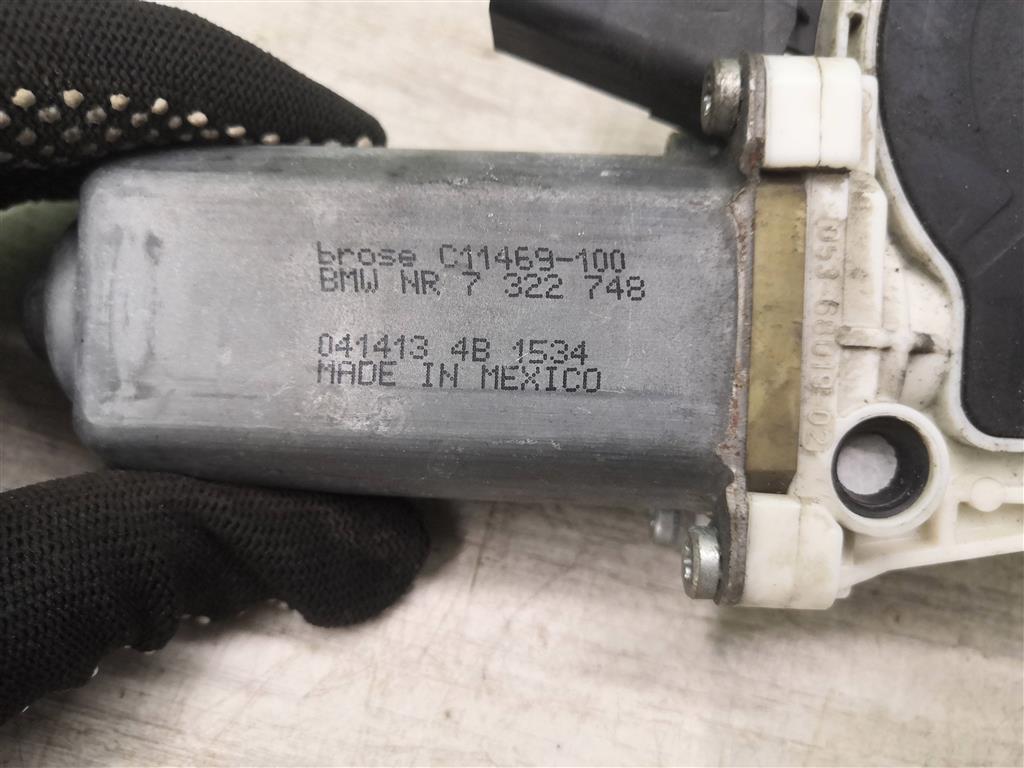 brose C11469-100
BMW NR 7 322 748
041413 4B 1534
MADE IN MEXICO